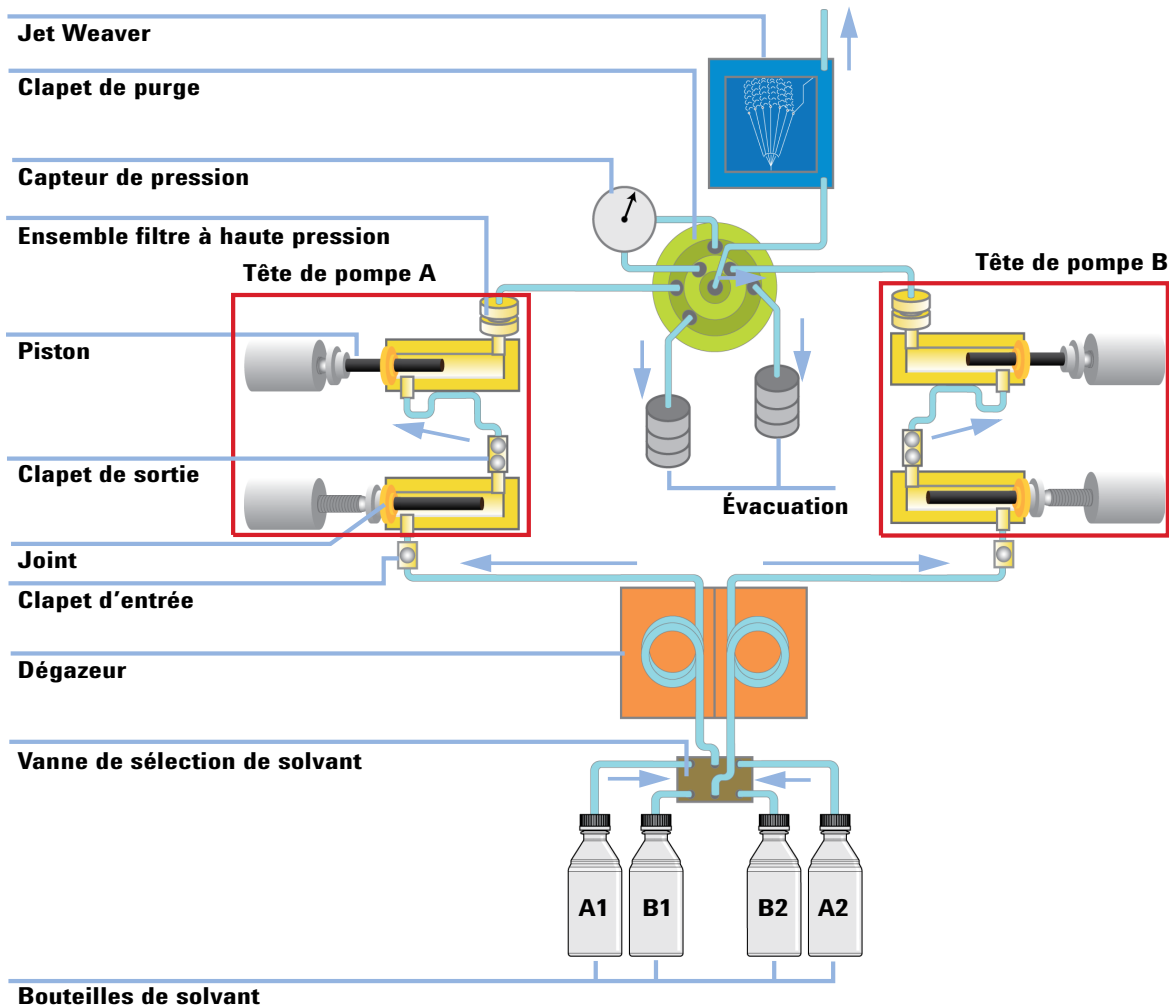 Jet Weaver
Clapet de purge
Capteur de pression
Ensemble filtre à haute pression
Tête de pompe A
Tête de pompe B
Piston
Clapet de sortie
Évacuation
Joint
Clapet d'entrée
Dégazeur
Vanne de sélection de solvant
A1 B1 B2 A2
Bouteilles de solvant